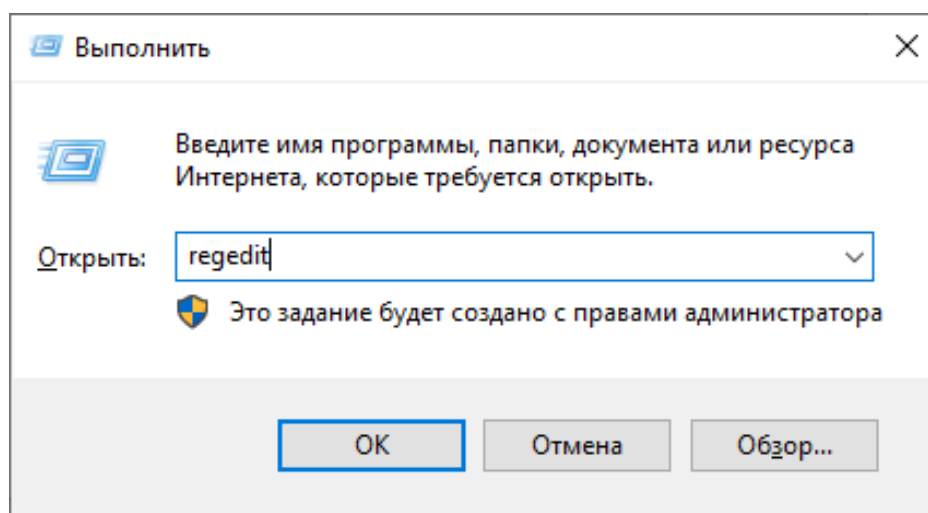 Выполнить
Введите имя программы, папки, документа или ресурса
Интернета, которые требуется открыть.
Открыть: regedit
Это задание будет создано с правами администратора
ОК Отмена Обзор...